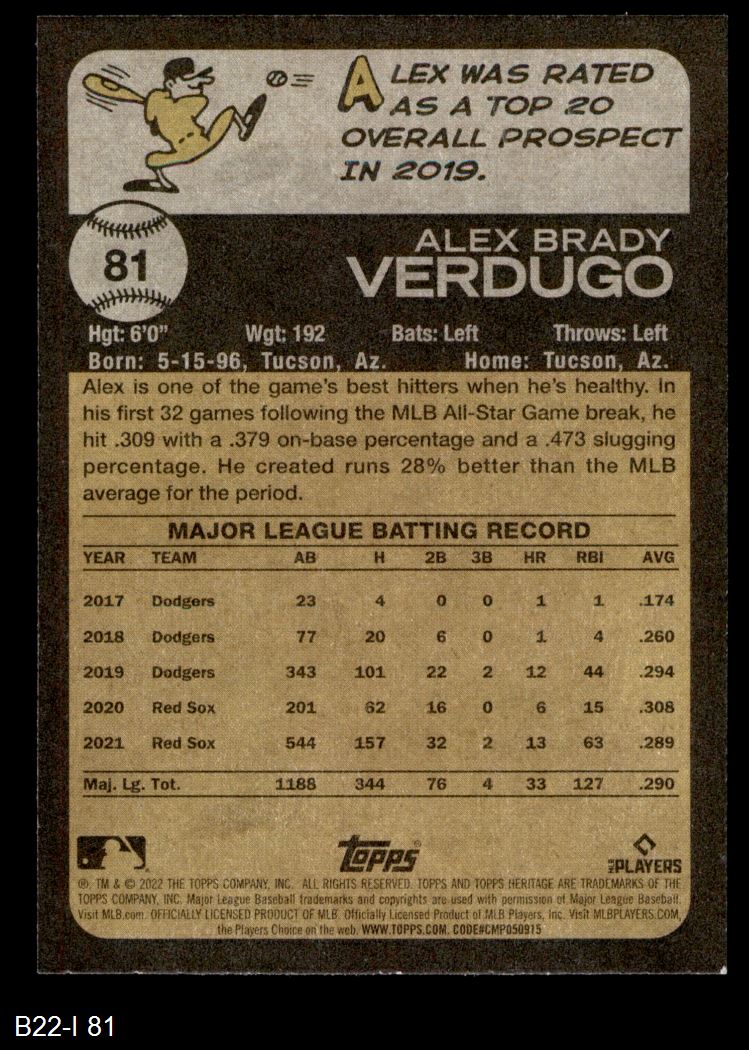 ALEX WAS RATED
AS A TOP 20
OVERALL PROSPECT
IN 2019.
81
ALEX BRADY
VERDUGO
Hgt: 6'0" Wgt: 192 Bats: Left Throws: Left
Born: 5-15-96, Tucson, Az. Home: Tucson, Az.
Alex is one of the game's best hitters when he's healthy. In
his first 32 games following the MLB All-Star Game break, he
hit .309 with a .379 on-base percentage and a .473 slugging
percentage. He created runs 28% better than the MLB
average for the period.
MAJOR LEAGUE BATTING RECORD
YEAR TEAM AB H 2B 3B HR RBI AVG
2017 Dodgers 23 4 0 0 1 1 .174
2018 Dodgers 77 20 6 0 1 4 .260
2019 Dodgers 343 101 22 2 12 44 .294
2020 Red Sox 201 62 16 0 6 15 .308
2021 Red Sox 544 157 32 2 13 63 .289
Maj. Lg. Tot. 1188 344 76 4 33 127 .290
Topps®
MLB PLAYERS
®, TM & © 2022 THE TOPPS COMPANY, INC. ALL RIGHTS RESERVED. TOPPS AND TOPPS HERITAGE ARE TRADEMARKS OF THE
TOPPS COMPANY, INC. Major League Baseball trademarks and copyrights are used with permission of Major League Baseball.
Visit MLB.com. OFFICIALLY LICENSED PRODUCT OF MLB. Officially Licensed Product of MLB Players, Inc. Visit MLBPLAYERS.COM,
the Players Choice on the web. WWW.TOPPS.COM. CODE#CMP050915
B22-I 81